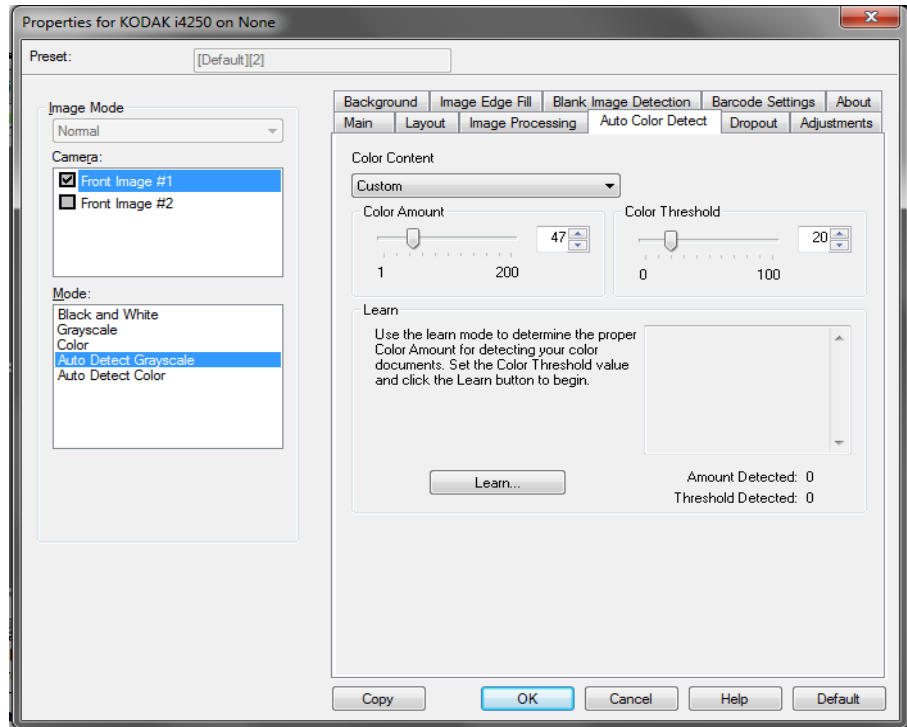 Properties for KODAK i4250 on None
Preset:
[Default][2]
Image Mode
Normal
Camera:
Front Image #1
Front Image #2
Mode:
Black and White
Grayscale
Color
Auto Detect Grayscale
Auto Detect Color
Background Image Edge Fill Blank Image Detection Barcode Settings About
Main Layout Image Processing Auto Color Detect Dropout Adjustments
Color Content
Custom
Color Amount
47
1 200
Color Threshold
20
0 100
Learn
Use the learn mode to determine the proper
Color Amount for detecting your color
documents. Set the Color Threshold value
and click the Learn button to begin.
Learn...
Amount Detected: 0
Threshold Detected: 0
Copy OK Cancel Help Default